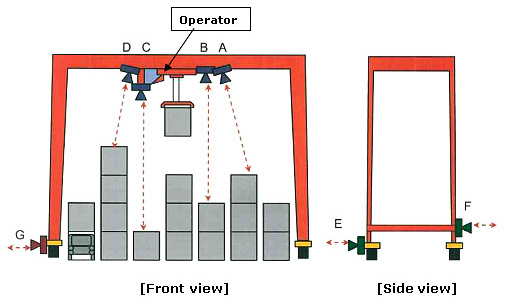 Operator
D C B A
G
E
F
[Front view]
[Side view]